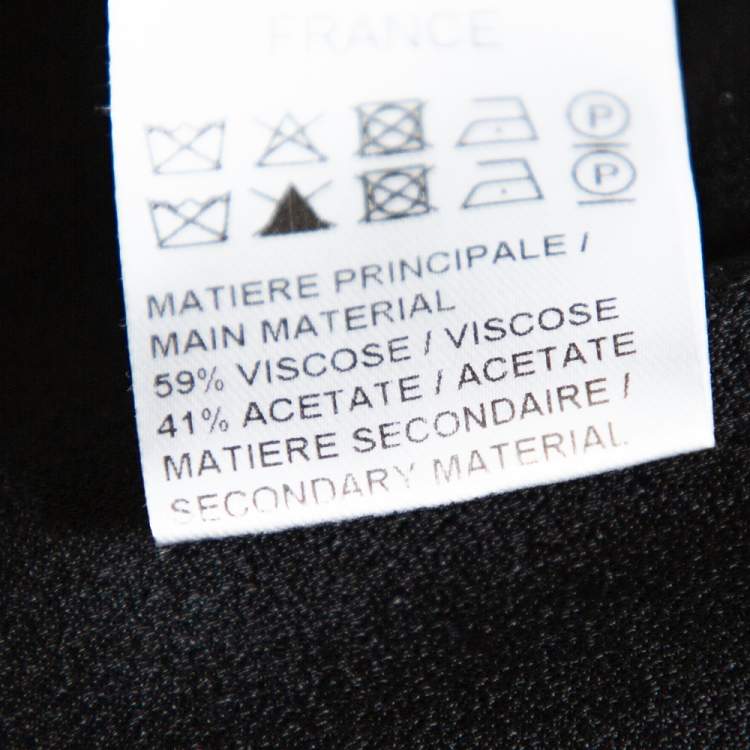 FRANCE
P
P
MATIERE PRINCIPALE /
MAIN MATERIAL
59% VISCOSE / VISCOSE
41% ACETATE / ACETATE
MATIERE SECONDAIRE /
SECONDARY MATERIAL